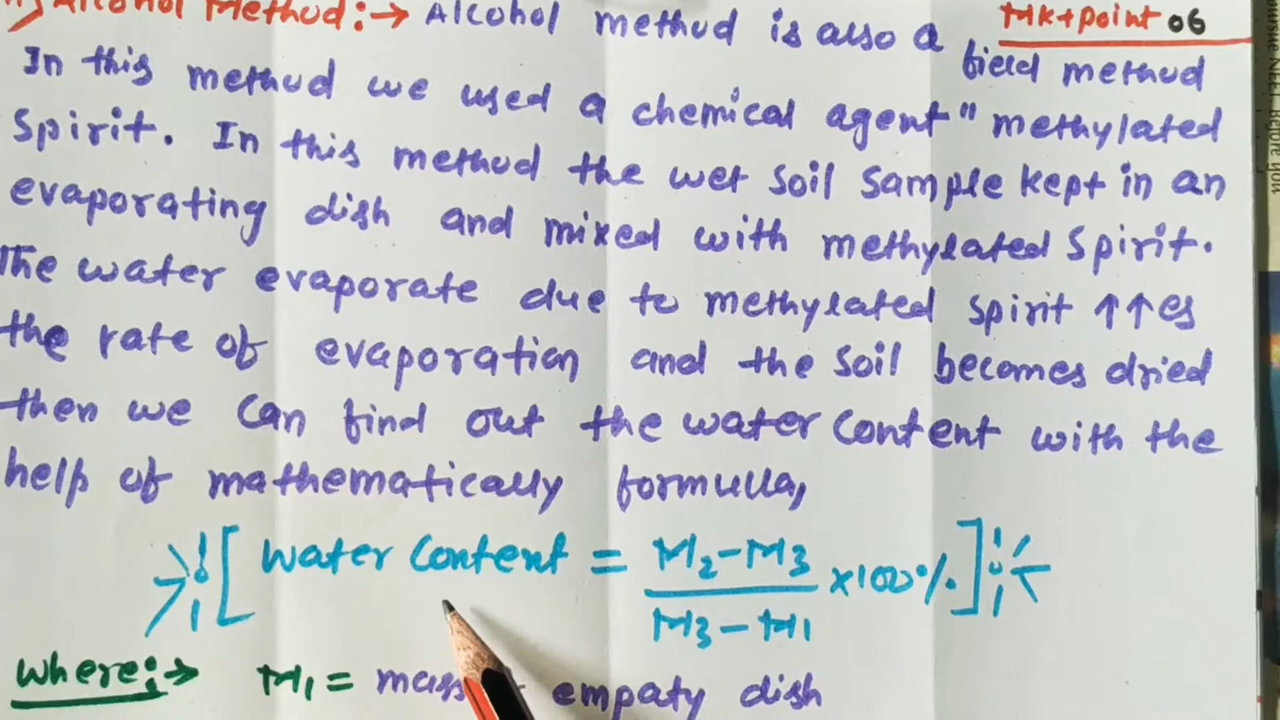 Alcohol Method:→ Alcohol method is also a field method
MK+point 06
In this method we used a chemical agent " methylated
Spirit. In this method the wet Soil Sample kept in an
evaporating dish and mixed with methylated Spirit.
The water evaporate due to methylated spirit ↑↑es
the rate of evaporation and the Soil becomes dried
then we can find out the water content with the
help of mathematically formulla,
[Water Content = M₂-M₃ / M₃-M₁ ×100%]
Where:→ M₁ = mass empaty dish